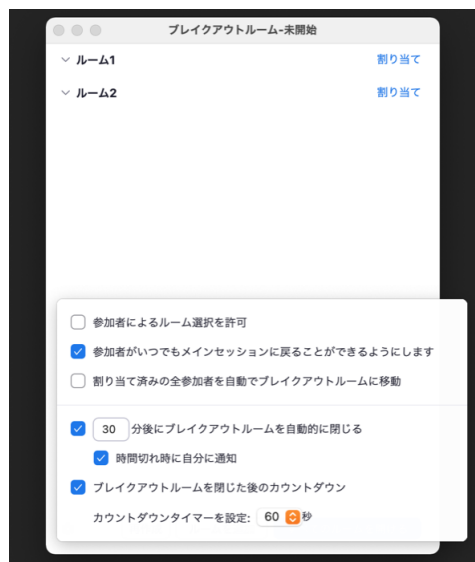 ブレイクアウトルーム-未開始
ルーム1 割り当て
ルーム2 割り当て
参加者によるルーム選択を許可
参加者がいつでもメインセッションに戻ることができるようにします
割り当て済みの全参加者を自動でブレイクアウトルームに移動
30 分後にブレイクアウトルームを自動的に閉じる
時間切れ時に自分に通知
ブレイクアウトルームを閉じた後のカウントダウン
カウントダウンタイマーを設定: 60 秒